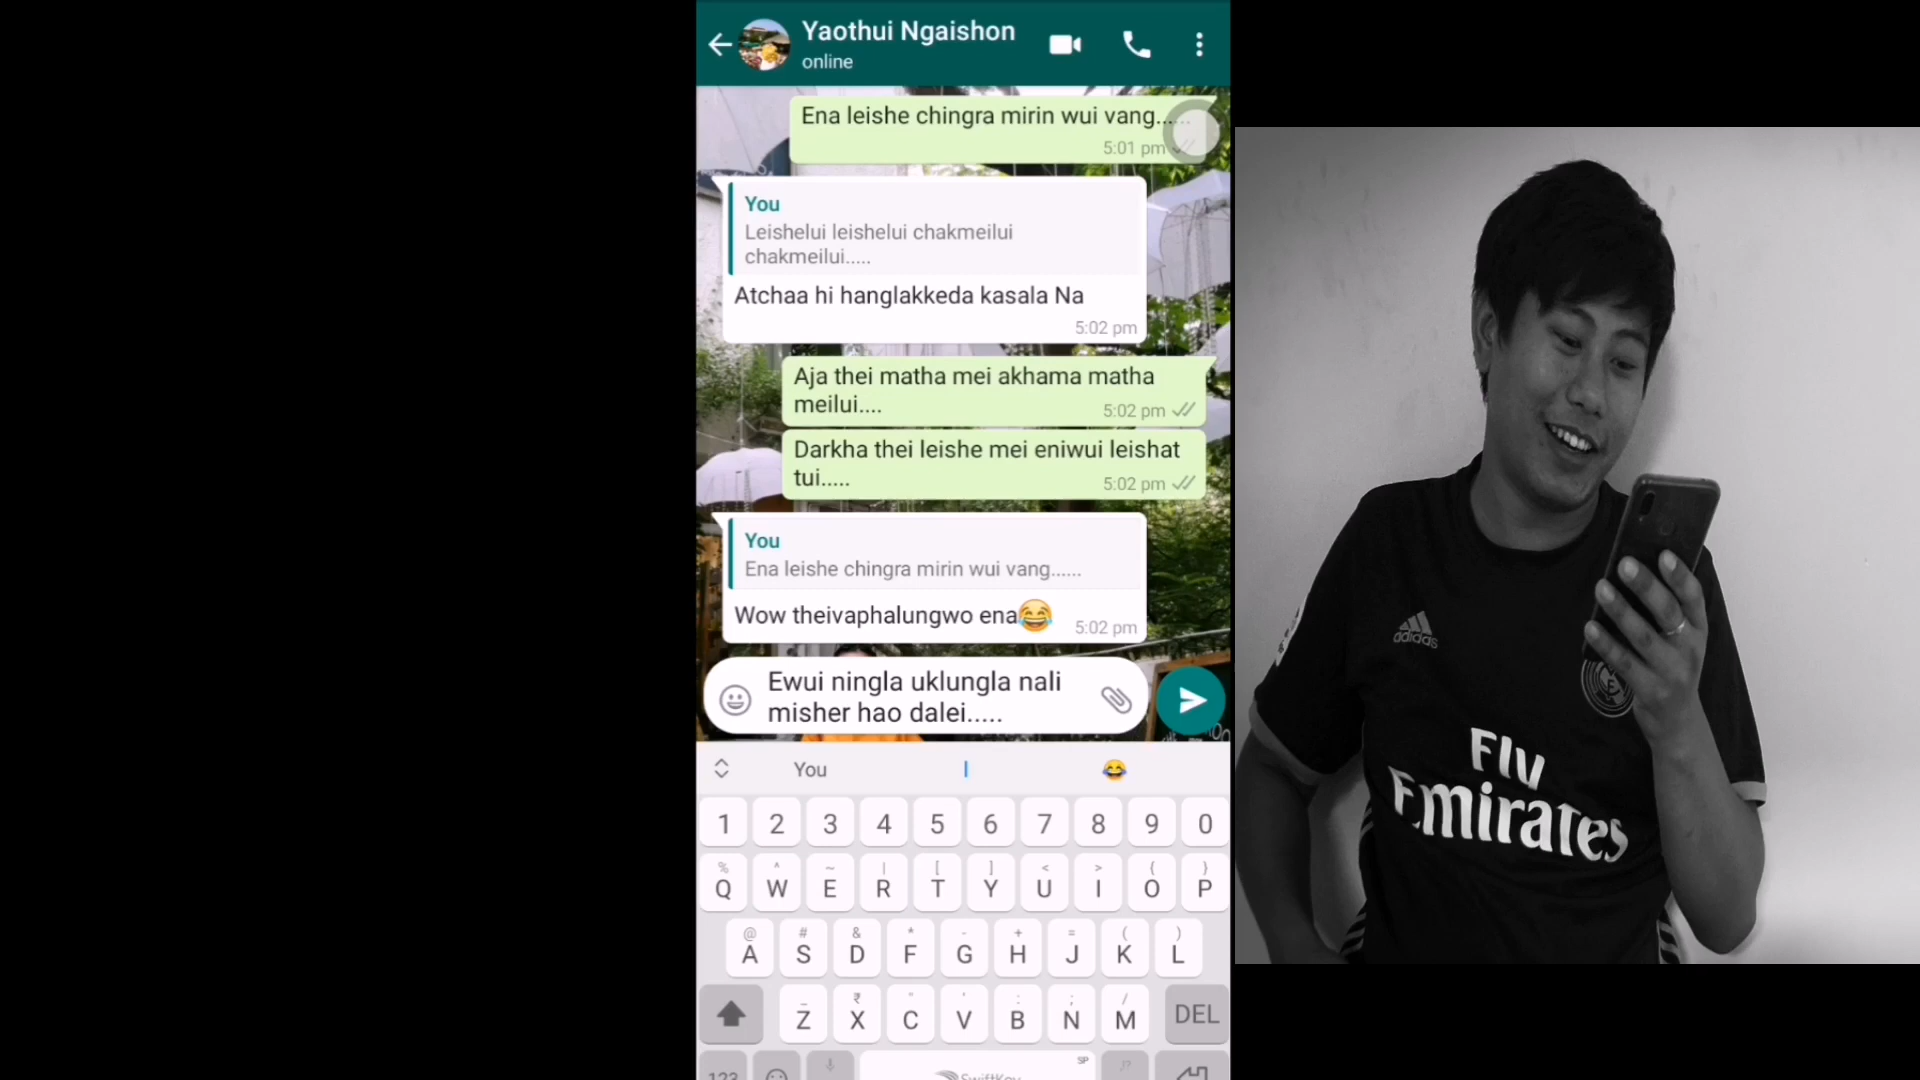 Yaothui Ngaishon
online
Ena leishe chingra mirin wui vang......
5:01 pm
You
Leishelui leishelui chakmeilui
chakmeilui.....
Atchaa hi hanglakkeda kasala Na
5:02 pm
Aja thei matha mei akhama matha
meilui....
5:02 pm
Darkha thei leishe mei eniwui leishat
tui.....
5:02 pm
You
Ena leishe chingra mirin wui vang......
Wow theivaphalungwo ena😂
5:02 pm
Ewui ningla uklungla nali
misher hao dalei.....
You I 😂
1 2 3 4 5 6 7 8 9 0
% ^ ~ | [ ] < > { }
Q W E R T Y U I O P
@ # & * - + = ( )
A S D F G H J K L
_ ₹ " ' : ; /
Z X C V B N M DEL
SP !?
123 SwiftKey
adidas
Fly
Emirates